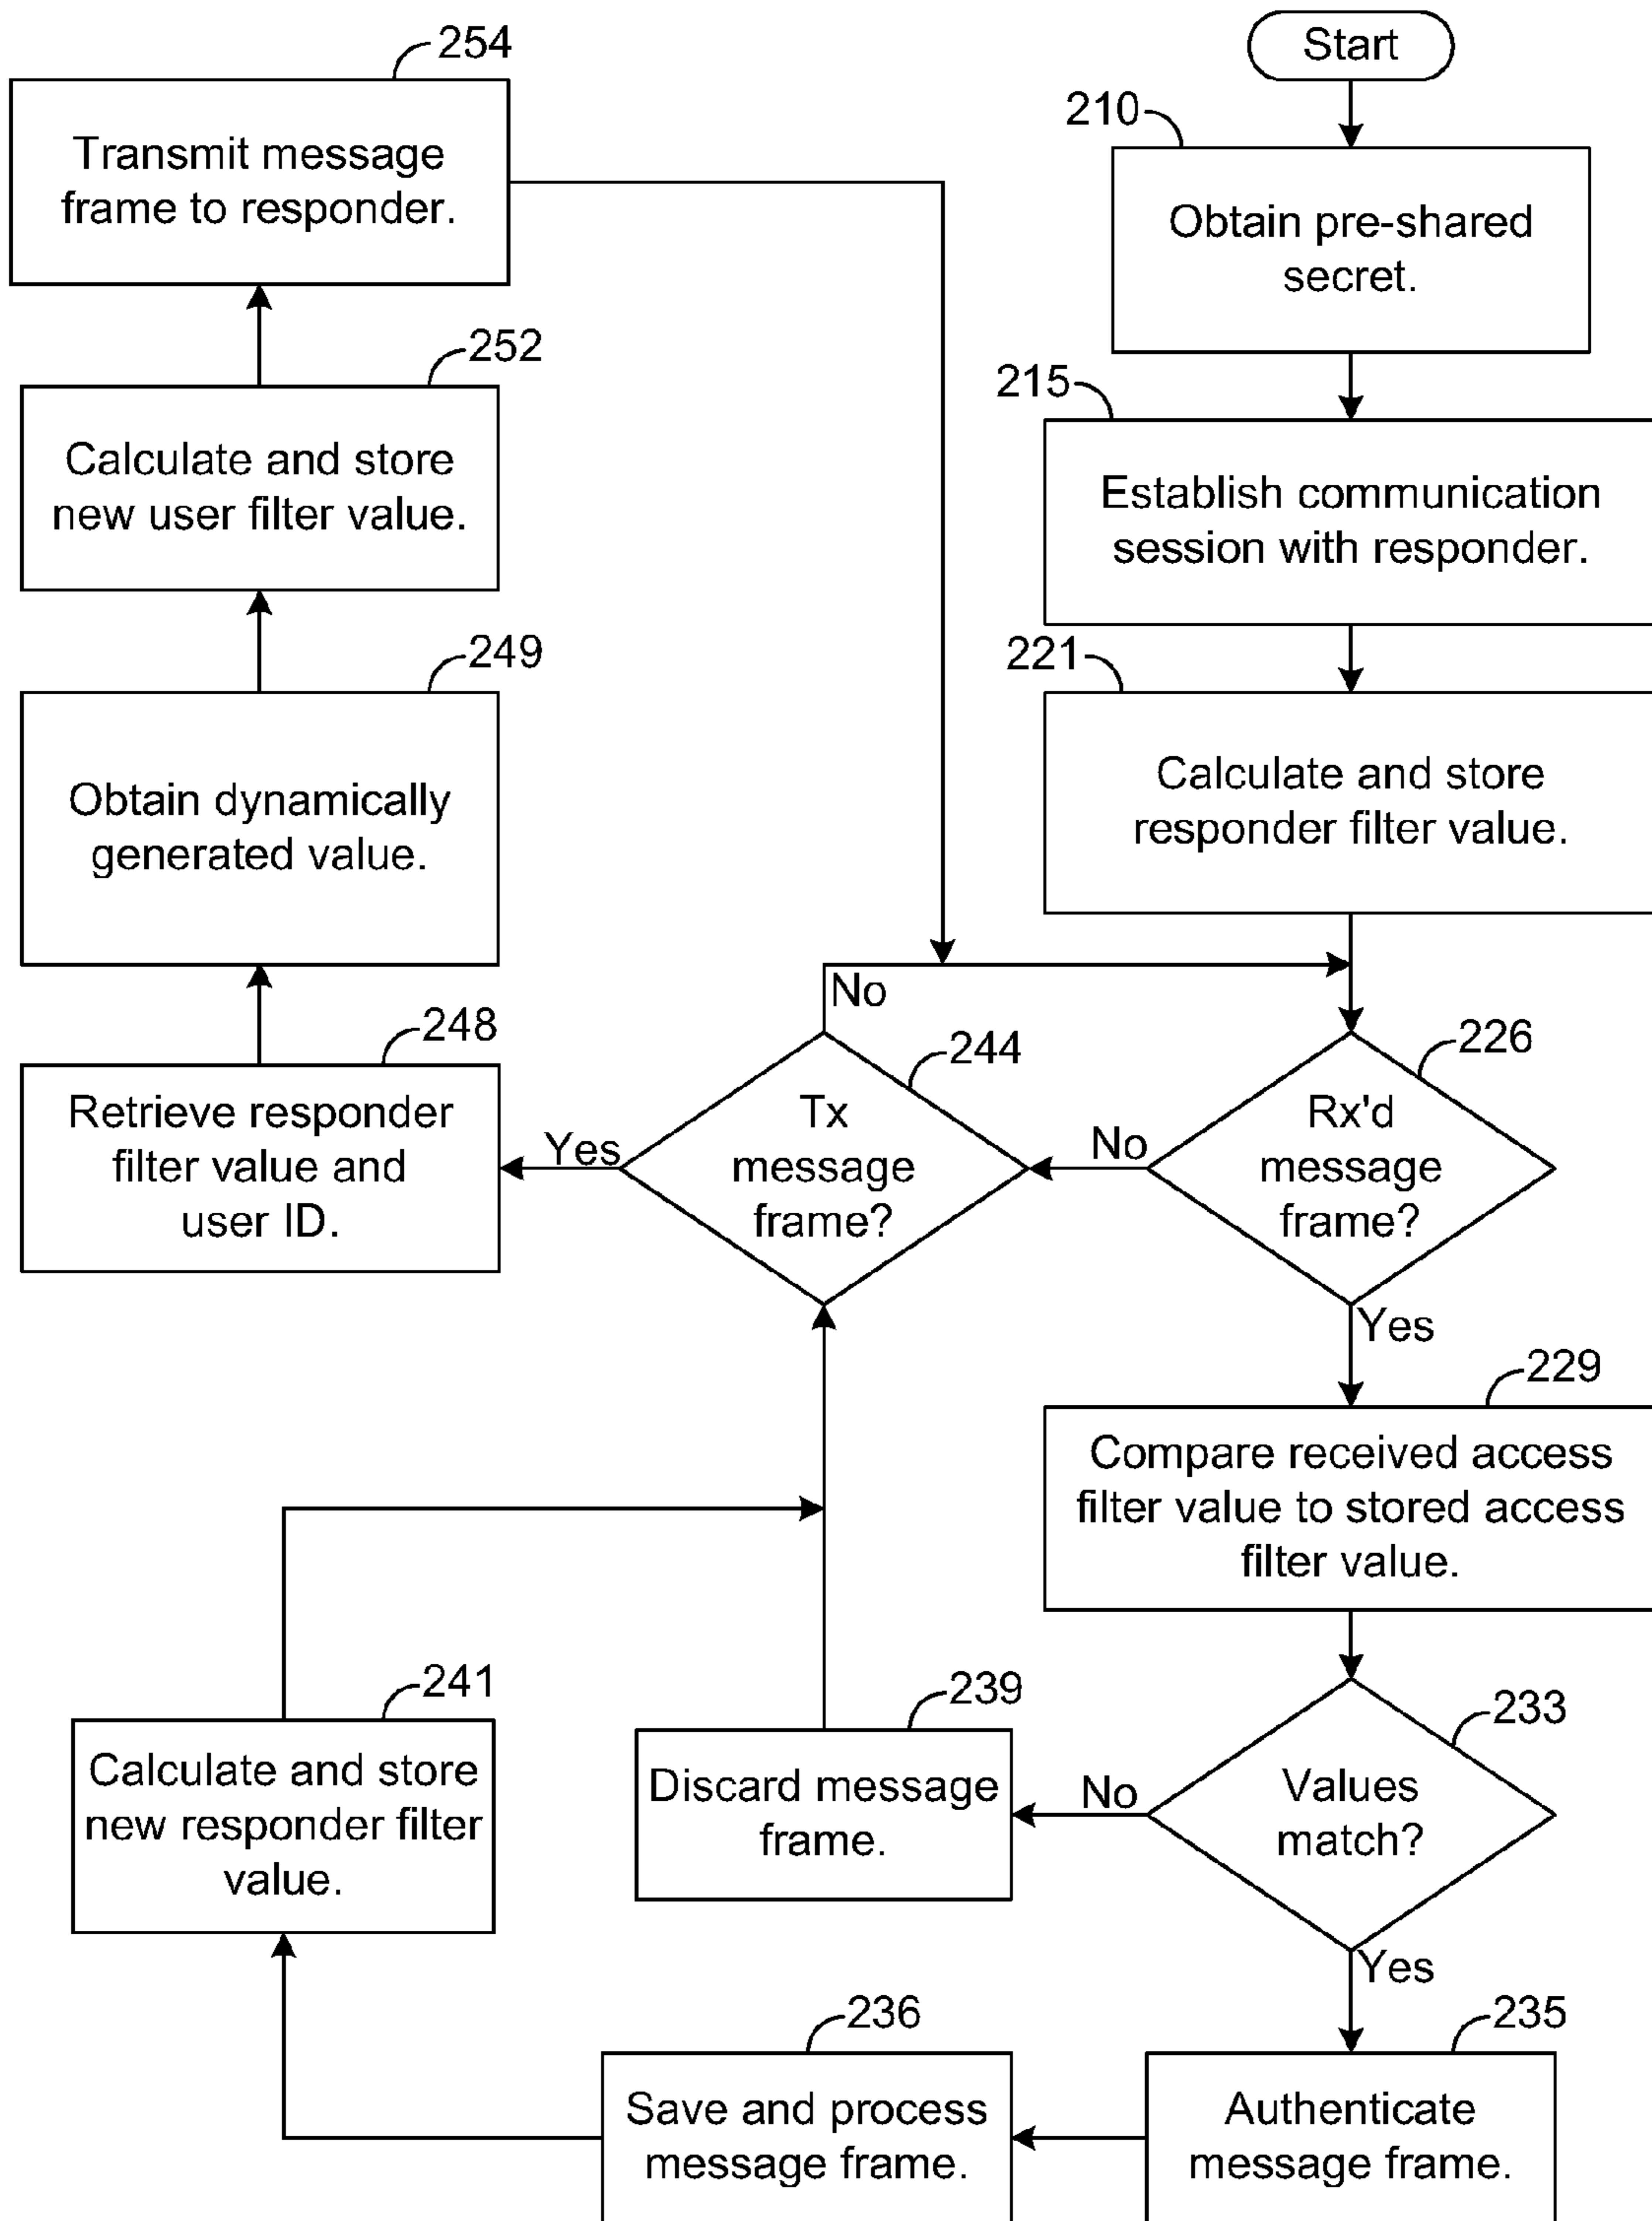 Start
210
Obtain pre-shared
secret.
215
Establish communication
session with responder.
221
Calculate and store
responder filter value.
226
Rx'd
message
frame?
No
Yes
229
Compare received access
filter value to stored access
filter value.
233
Values
match?
No
Yes
235
Authenticate
message frame.
236
Save and process
message frame.
239
Discard message
frame.
241
Calculate and store
new responder filter
value.
244
Tx
message
frame?
No
Yes
248
Retrieve responder
filter value and
user ID.
249
Obtain dynamically
generated value.
252
Calculate and store
new user filter value.
254
Transmit message
frame to responder.